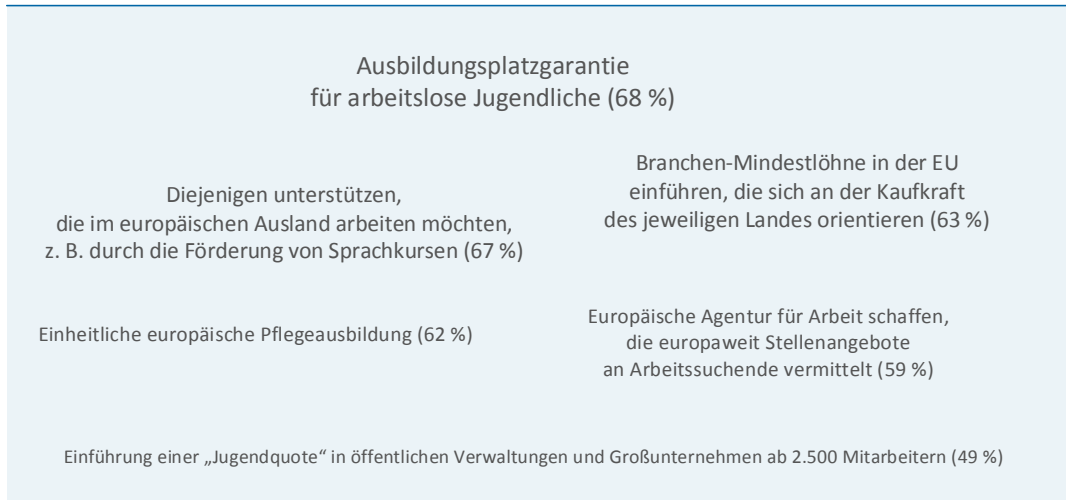 Ausbildungsplatzgarantie
für arbeitslose Jugendliche (68 %)
Diejenigen unterstützen,
die im europäischen Ausland arbeiten möchten,
z. B. durch die Förderung von Sprachkursen (67 %)
Branchen-Mindestlöhne in der EU
einführen, die sich an der Kaufkraft
des jeweiligen Landes orientieren (63 %)
Einheitliche europäische Pflegeausbildung (62 %)
Europäische Agentur für Arbeit schaffen,
die europaweit Stellenangebote
an Arbeitssuchende vermittelt (59 %)
Einführung einer „Jugendquote“ in öffentlichen Verwaltungen und Großunternehmen ab 2.500 Mitarbeitern (49 %)